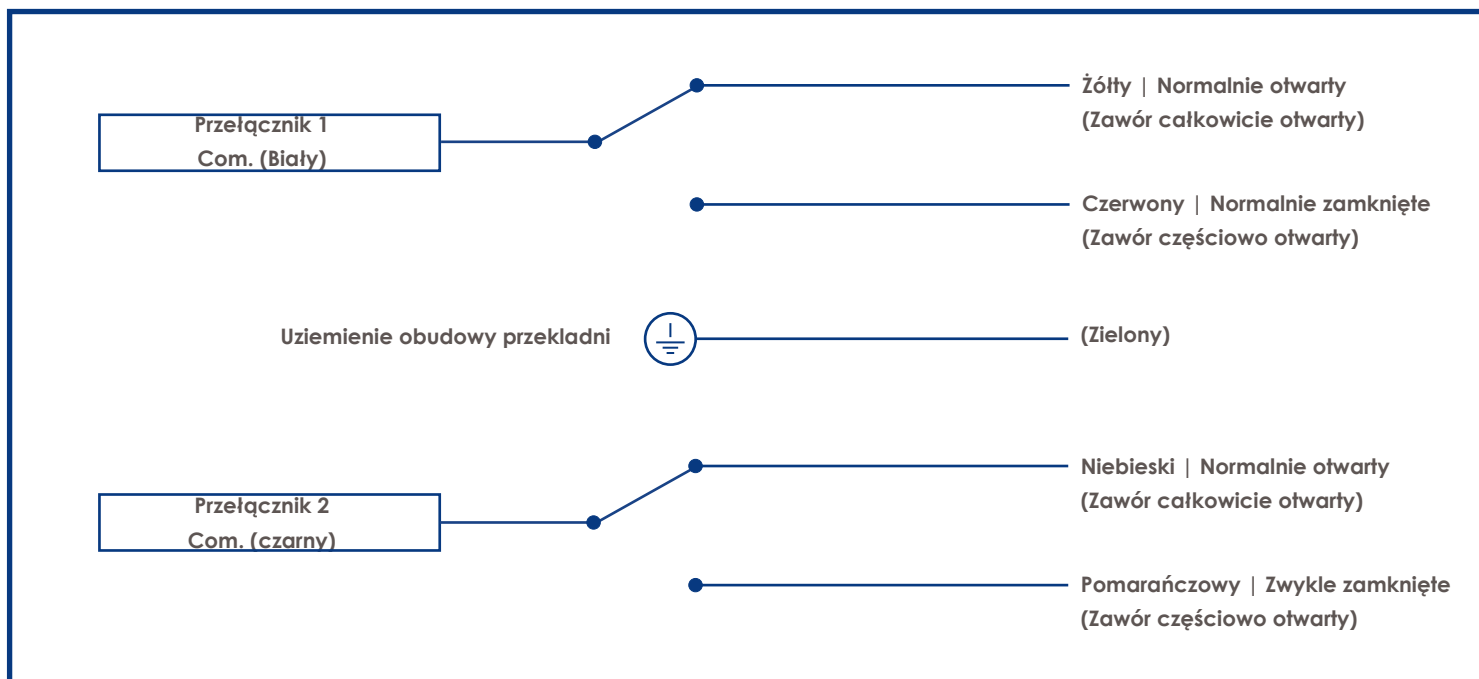 Żółty | Normalnie otwarty
(Zawór całkowicie otwarty)
Przełącznik 1
Com. (Biały)
Czerwony | Normalnie zamknięte
(Zawór częściowo otwarty)
Uziemienie obudowy przekladni
(Zielony)
Niebieski | Normalnie otwarty
(Zawór całkowicie otwarty)
Przełącznik 2
Com. (czarny)
Pomarańczowy | Zwykle zamknięte
(Zawór częściowo otwarty)